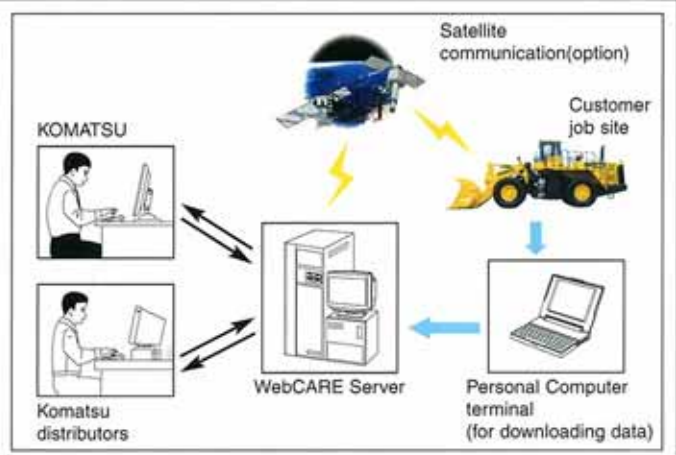 Satellite
communication(option)
Customer
job site
KOMATSU
WebCARE Server
Personal Computer
terminal
(for downloading data)
Komatsu
distributors